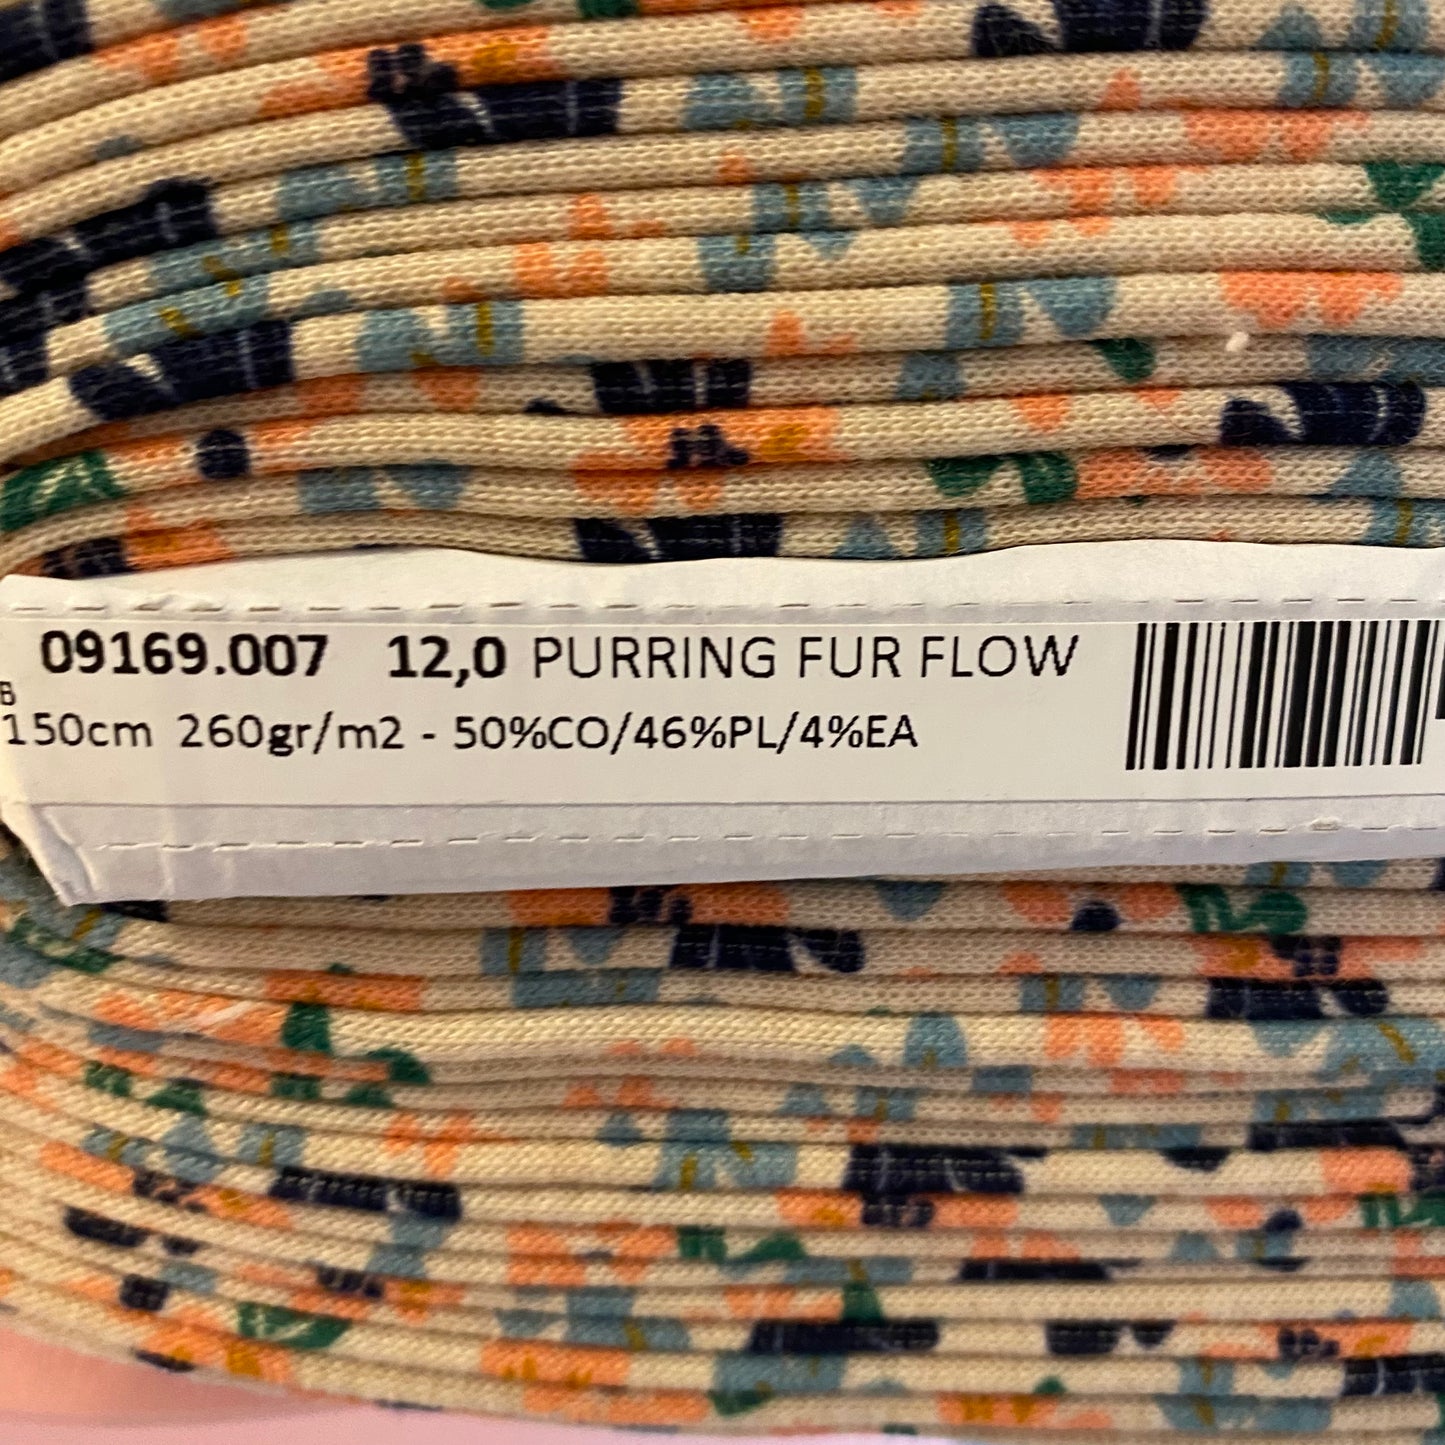 09169.007 12,0 PURRING FUR FLOW
B
150cm 260gr/m2 - 50%CO/46%PL/4%EA